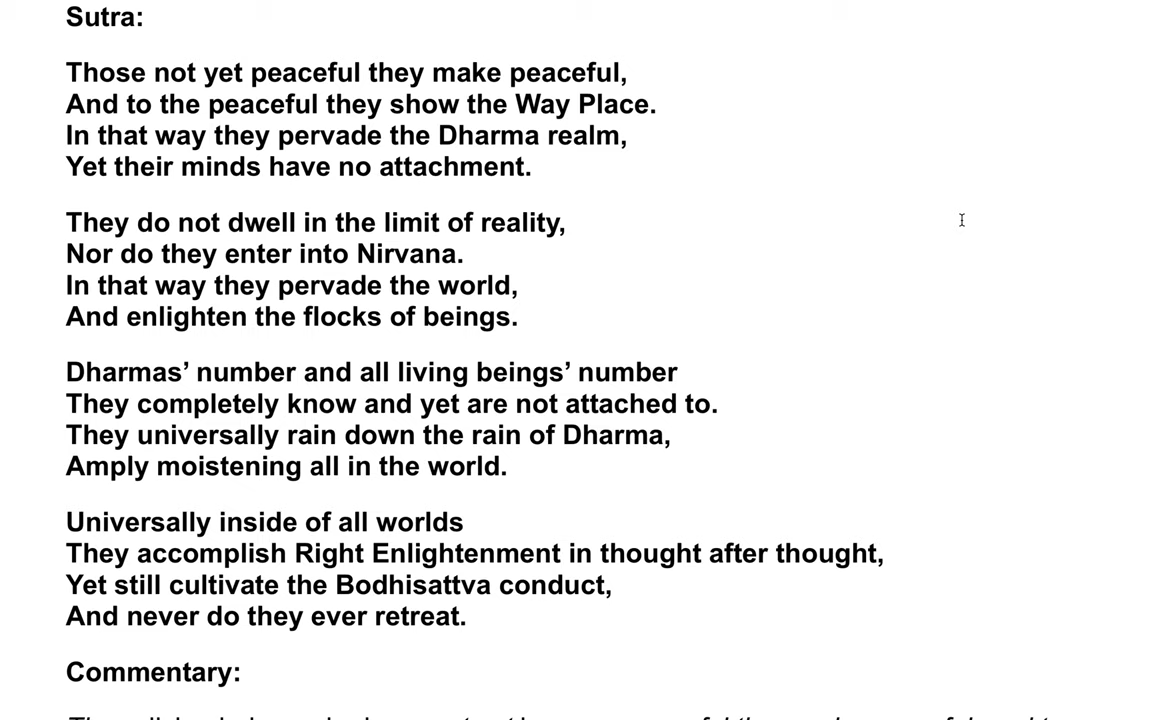 Sutra:
Those not yet peaceful they make peaceful,
And to the peaceful they show the Way Place.
In that way they pervade the Dharma realm,
Yet their minds have no attachment.
They do not dwell in the limit of reality,
Nor do they enter into Nirvana.
In that way they pervade the world,
And enlighten the flocks of beings.
Dharmas’ number and all living beings’ number
They completely know and yet are not attached to.
They universally rain down the rain of Dharma,
Amply moistening all in the world.
Universally inside of all worlds
They accomplish Right Enlightenment in thought after thought,
Yet still cultivate the Bodhisattva conduct,
And never do they ever retreat.
Commentary: